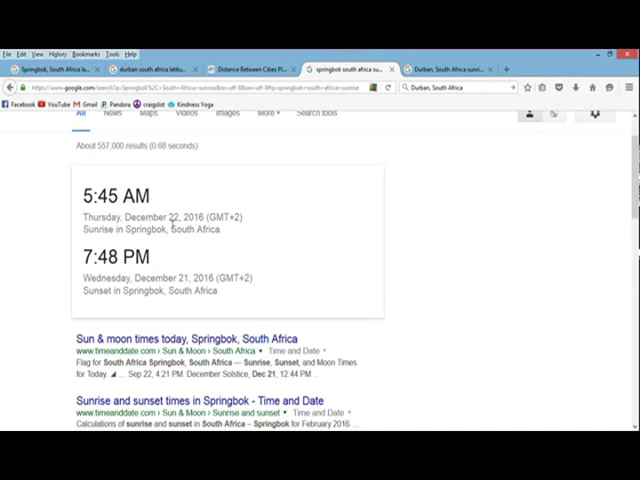 File Edit View History Bookmarks Tools Help
Springbok, South Africa la... durban south africa latitu... Distance Between Cities Pl... springbok south africa su... Durban, South Africa sunri...
Durban, South Africa
Facebook YouTube Gmail Pandora craigslist Kindness Yoga
All News Maps Videos Images More Search tools
About 557,000 results (0.68 seconds)
5:45 AM
Thursday, December 22, 2016 (GMT+2)
Sunrise in Springbok, South Africa
7:48 PM
Wednesday, December 21, 2016 (GMT+2)
Sunset in Springbok, South Africa
Sun & moon times today, Springbok, South Africa
www.timeanddate.com › Sun & Moon › South Africa ▾ Time and Date ▾
Flag for South Africa Springbok, South Africa — Sunrise, Sunset, and Moon Times
for Today. ... Sep 22, 4:21 PM. December Solstice, Dec 21, 12:44 PM ...
Sunrise and sunset times in Springbok - Time and Date
www.timeanddate.com › Sun & Moon › Sunrise and sunset ▾ Time and Date ▾
Calculations of sunrise and sunset in South Africa – Springbok for February 2016.